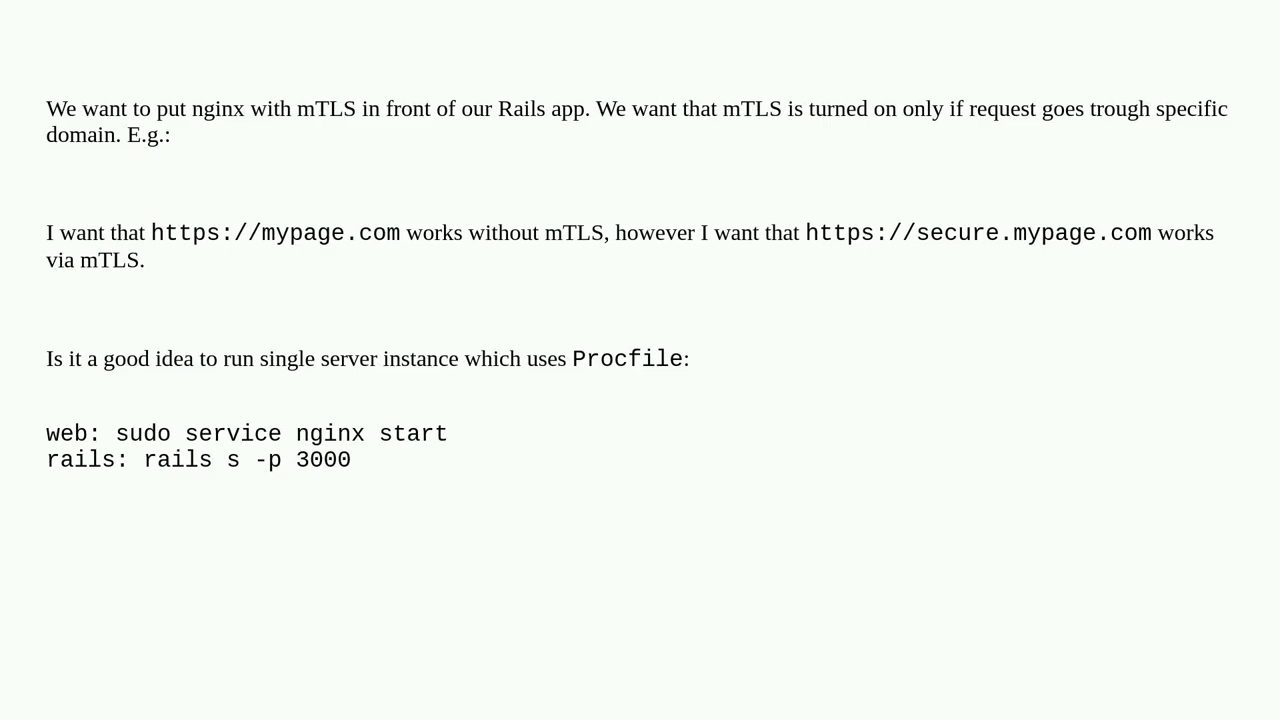 We want to put nginx with mTLS in front of our Rails app. We want that mTLS is turned on only if request goes trough specific
domain. E.g.:
I want that https://mypage.com works without mTLS, however I want that https://secure.mypage.com works
via mTLS.
Is it a good idea to run single server instance which uses Procfile:
web: sudo service nginx start
rails: rails s -p 3000